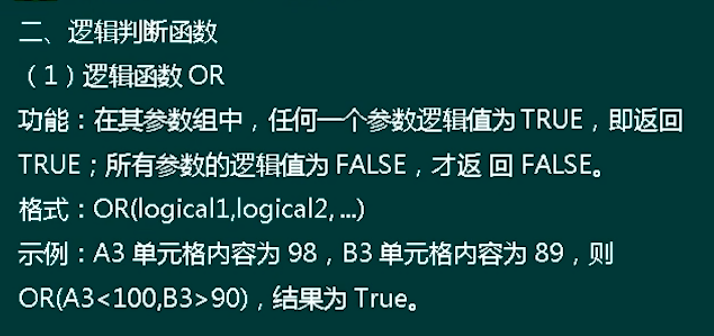 二、逻辑判断函数
（1）逻辑函数 OR
功能：在其参数组中，任何一个参数逻辑值为 TRUE，即返回
TRUE；所有参数的逻辑值为 FALSE，才返 回 FALSE。
格式：OR(logical1,logical2, ...)
示例：A3 单元格内容为 98，B3 单元格内容为 89，则
OR(A3<100,B3>90)，结果为 True。